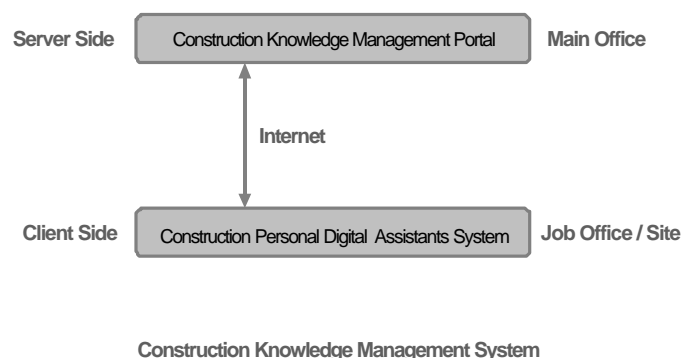 Server Side Construction Knowledge Management Portal Main Office
Internet
Client Side Construction Personal Digital Assistants System Job Office / Site
Construction Knowledge Management System